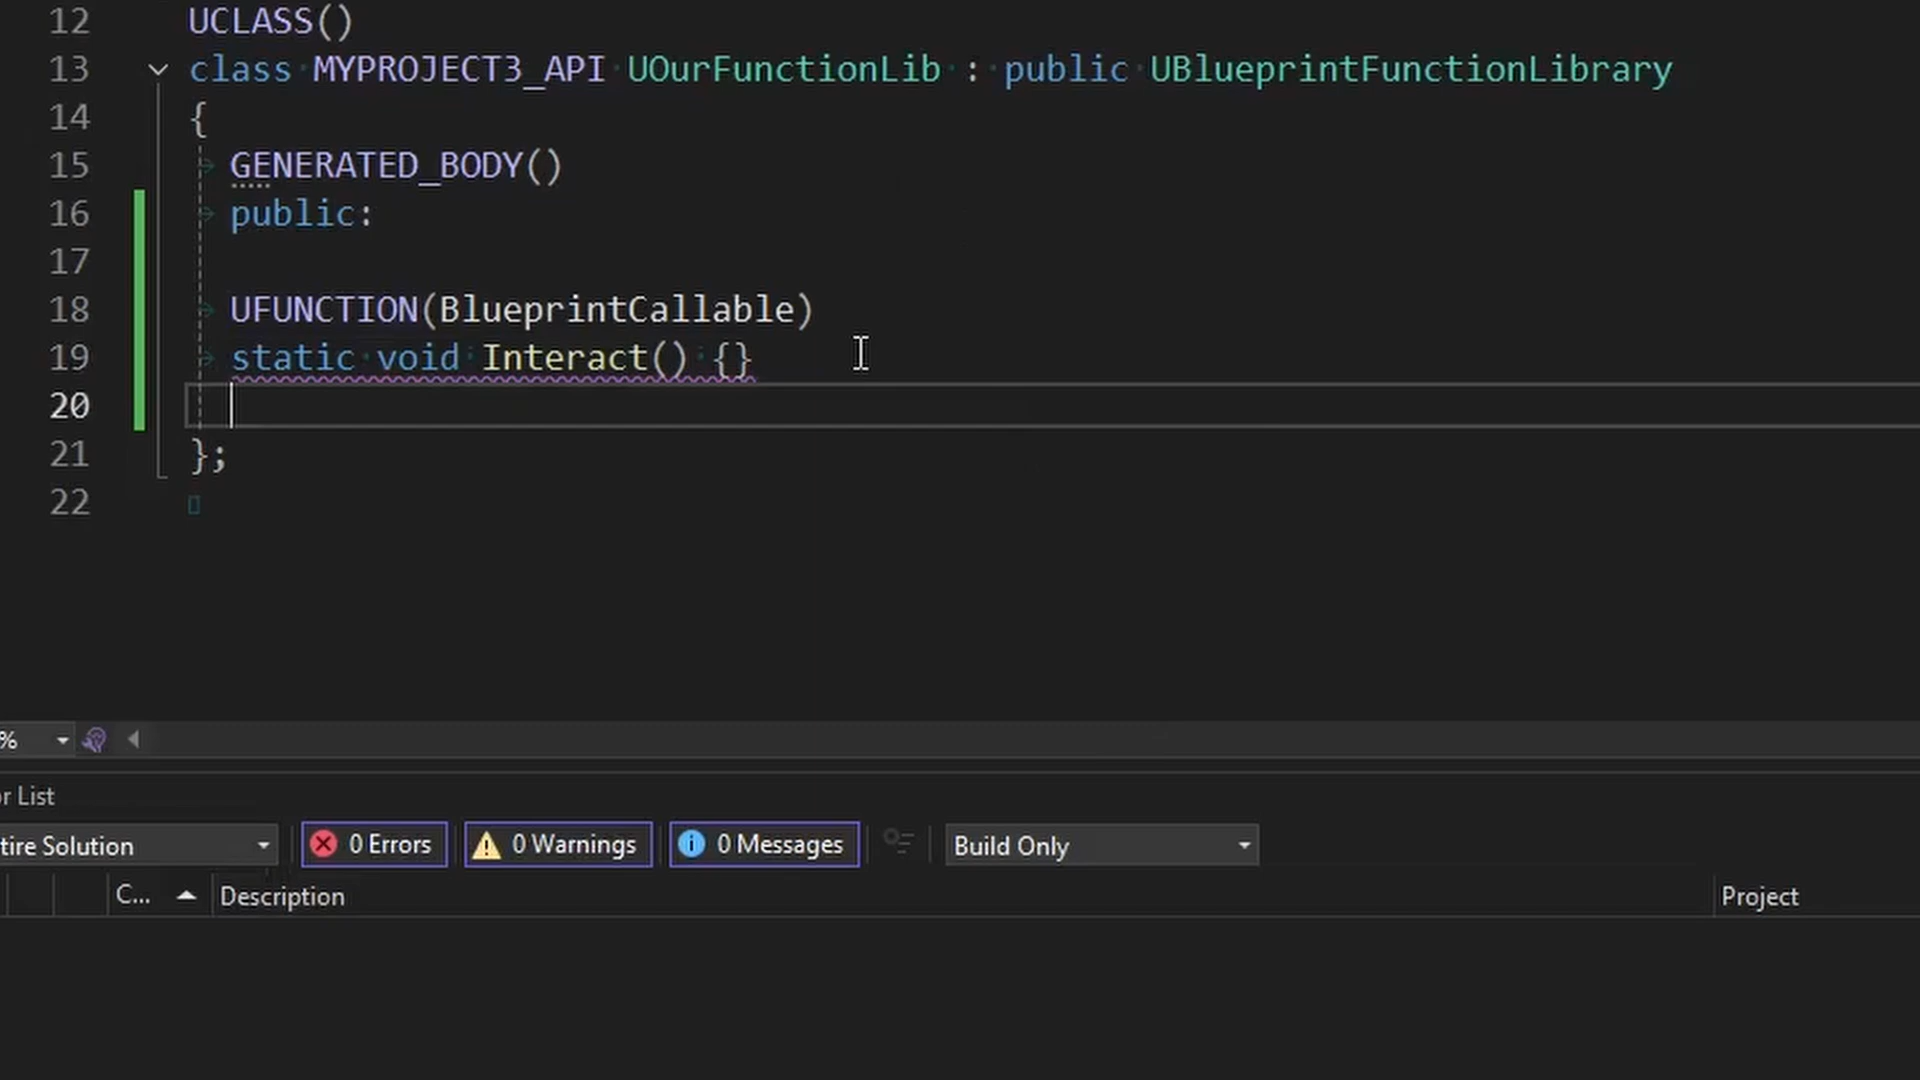 12 UCLASS()
13 class MYPROJECT3_API UOurFunctionLib : public UBlueprintFunctionLibrary
14 {
15 GENERATED_BODY()
16 public:
17
18 UFUNCTION(BlueprintCallable)
19 static void Interact() {}
20
21 };
22
%
r List
tire Solution 0 Errors 0 Warnings 0 Messages Build Only
C... Description Project